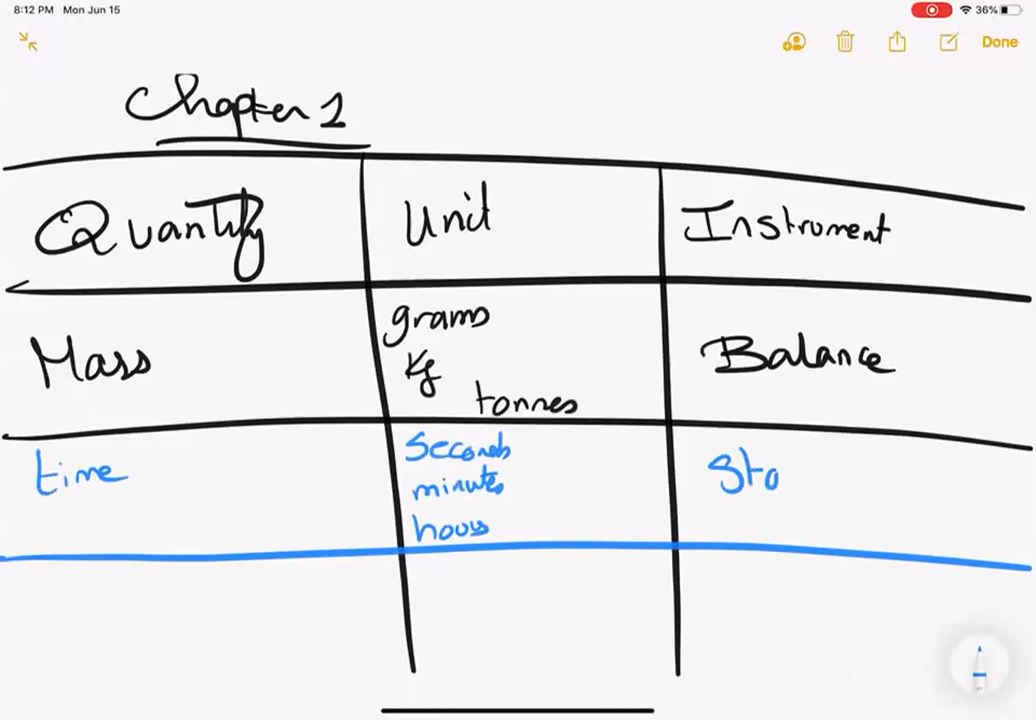 8:12 PM Mon Jun 15 36%
Done
Chapter 1
Quantity Unit Instrument
grams
Mass Kg Balance
tonnes
seconds
time minutes Sto
hours